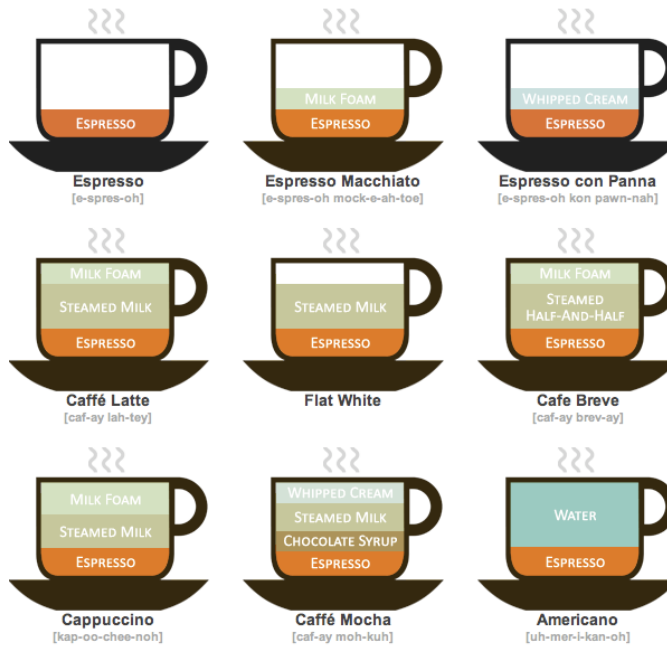 Espresso
Espresso
[e-spres-oh]
Milk Foam
Espresso
Espresso Macchiato
[e-spres-oh mock-e-ah-toe]
Whipped Cream
Espresso
Espresso con Panna
[e-spres-oh kon pawn-nah]
Milk Foam
Steamed Milk
Espresso
Caffé Latte
[caf-ay lah-tey]
Steamed Milk
Espresso
Flat White
Milk Foam
Steamed
Half-And-Half
Espresso
Cafe Breve
[caf-ay brev-ay]
Milk Foam
Steamed Milk
Espresso
Cappuccino
[kap-oo-chee-noh]
Whipped Cream
Steamed Milk
Chocolate Syrup
Espresso
Caffé Mocha
[caf-ay moh-kuh]
Water
Espresso
Americano
[uh-mer-i-kan-oh]